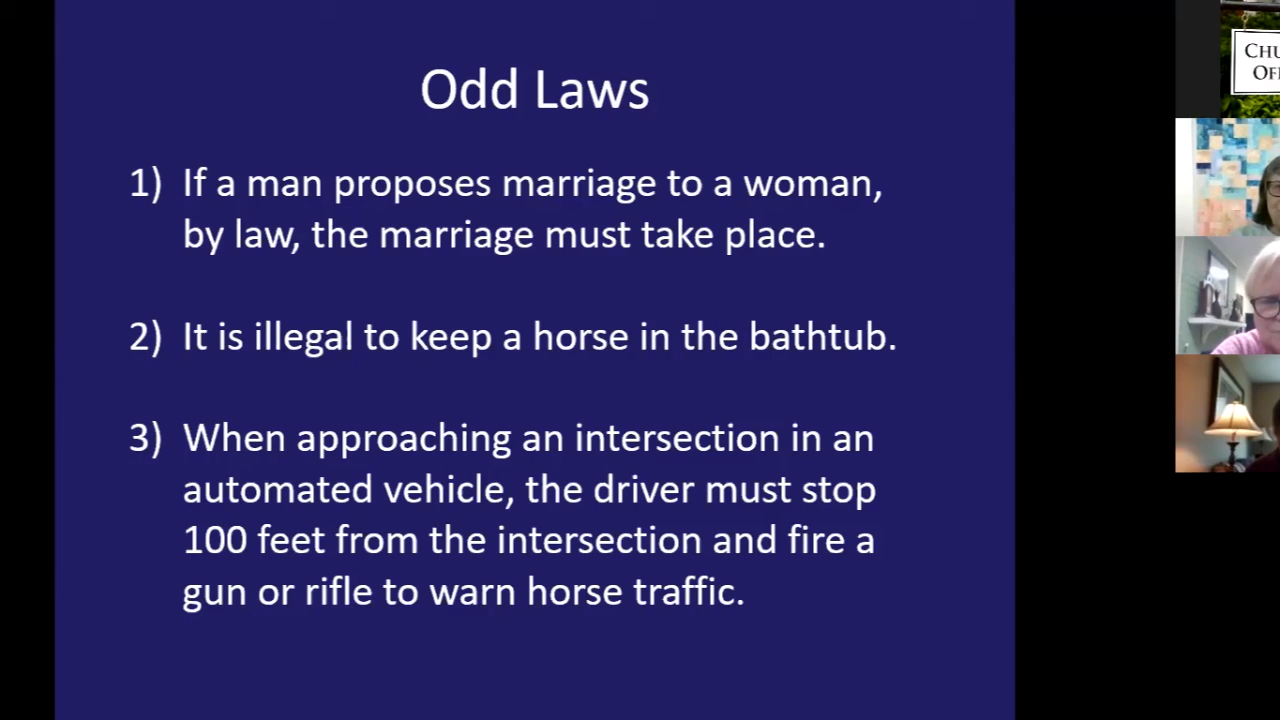 Odd Laws
1) If a man proposes marriage to a woman,
by law, the marriage must take place.
2) It is illegal to keep a horse in the bathtub.
3) When approaching an intersection in an
automated vehicle, the driver must stop
100 feet from the intersection and fire a
gun or rifle to warn horse traffic.